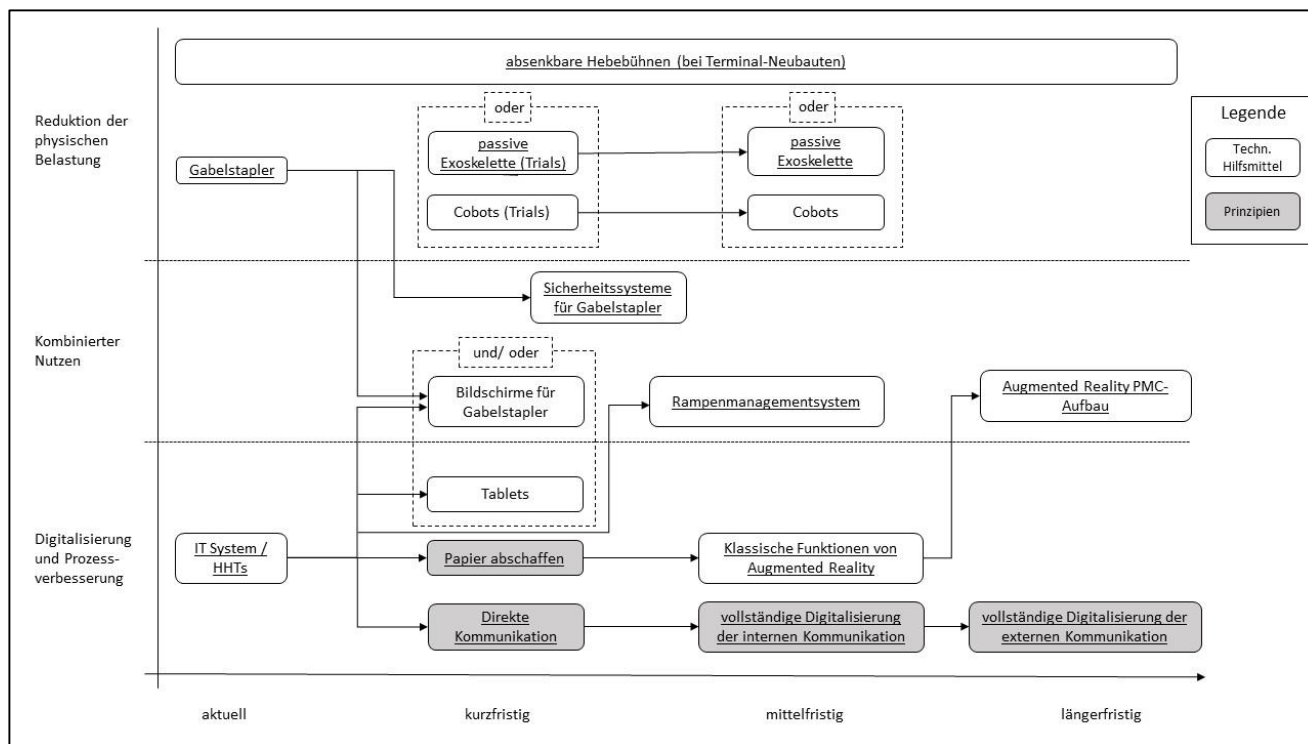 absenkbare Hebebühnen (bei Terminal-Neubauten)
Reduktion der
physischen
Belastung
oder
oder
passive
Exoskelette (Trials)
passive
Exoskelette
Gabelstapler
Cobots (Trials)
Cobots
Legende
Techn.
Hilfsmittel
Prinzipien
Kombinierter
Nutzen
Sicherheitssysteme
für Gabelstapler
und/ oder
Bildschirme für
Gabelstapler
Rampenmanagementsystem
Augmented Reality PMC-
Aufbau
Digitalisierung
und Prozess-
verbesserung
Tablets
IT System /
HHTs
Papier abschaffen
Klassische Funktionen von
Augmented Reality
Direkte
Kommunikation
vollständige Digitalisierung
der internen Kommunikation
vollständige Digitalisierung der
externen Kommunikation
aktuell
kurzfristig
mittelfristig
längerfristig